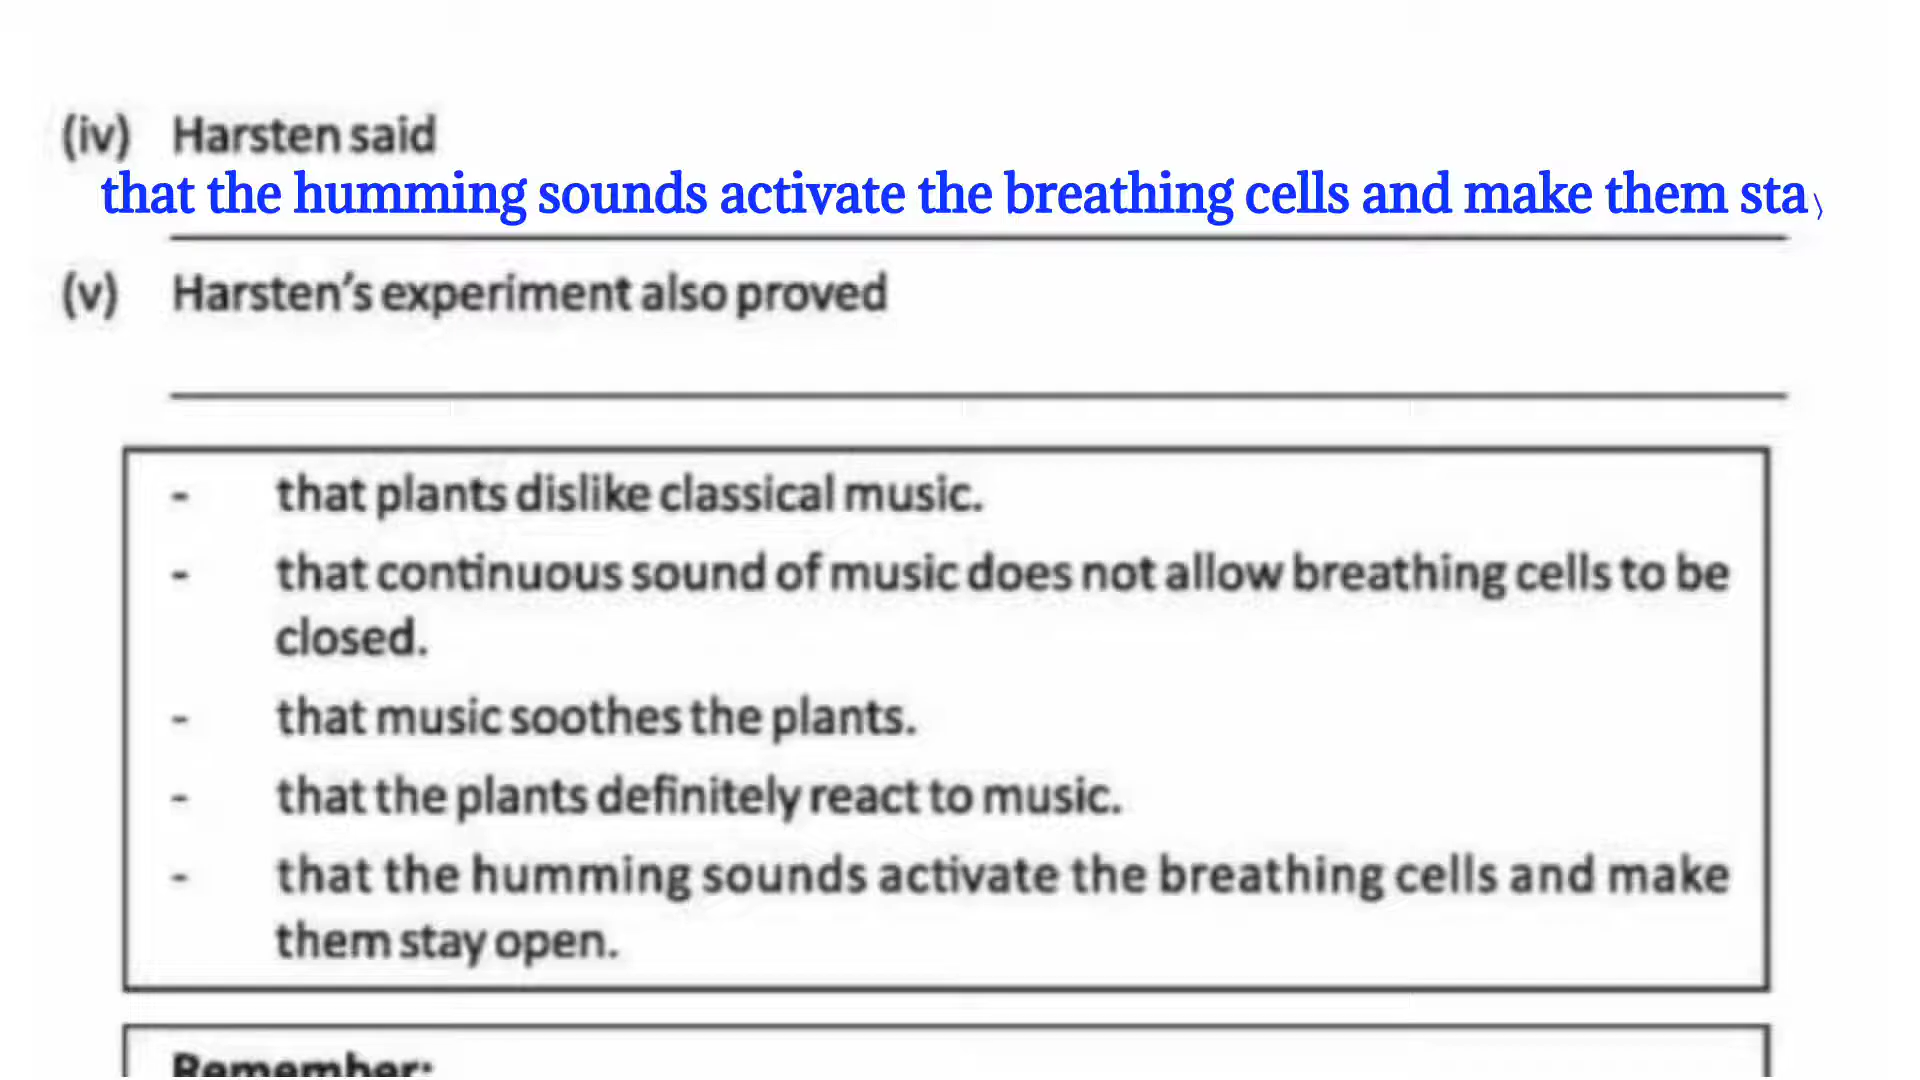 (iv) Harsten said
that the humming sounds activate the breathing cells and make them sta
(v) Harsten's experiment also proved
- that plants dislike classical music.
- that continuous sound of music does not allow breathing cells to be
closed.
- that music soothes the plants.
- that the plants definitely react to music.
- that the humming sounds activate the breathing cells and make
them stay open.
Remember: